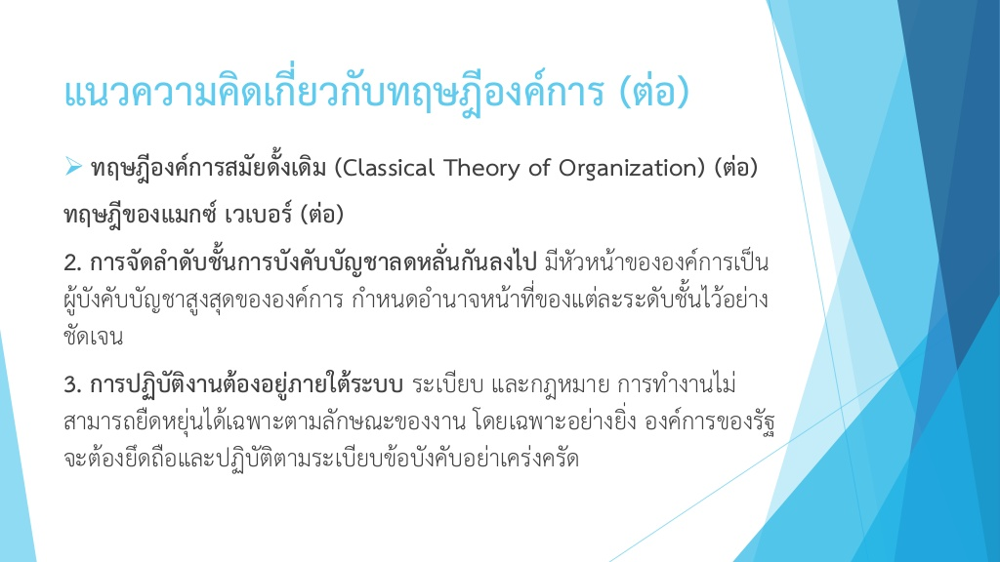 แนวความคิดเกี่ยวกับทฤษฎีองค์การ (ต่อ)
ทฤษฎีองค์การสมัยดั้งเดิม (Classical Theory of Organization) (ต่อ)
ทฤษฎีของแมกซ์ เวเบอร์ (ต่อ)
2. การจัดลำดับชั้นการบังคับบัญชาลดหลั่นกันลงไป มีหัวหน้าขององค์การเป็น
ผู้บังคับบัญชาสูงสุดขององค์การ กำหนดอำนาจหน้าที่ของแต่ละระดับชั้นไว้อย่าง
ชัดเจน
3. การปฏิบัติงานต้องอยู่ภายใต้ระบบ ระเบียบ และกฎหมาย การทำงานไม่
สามารถยืดหยุ่นได้เฉพาะตามลักษณะของงาน โดยเฉพาะอย่างยิ่ง องค์การของรัฐ
จะต้องยึดถือและปฏิบัติตามระเบียบข้อบังคับอย่าเคร่งครัด